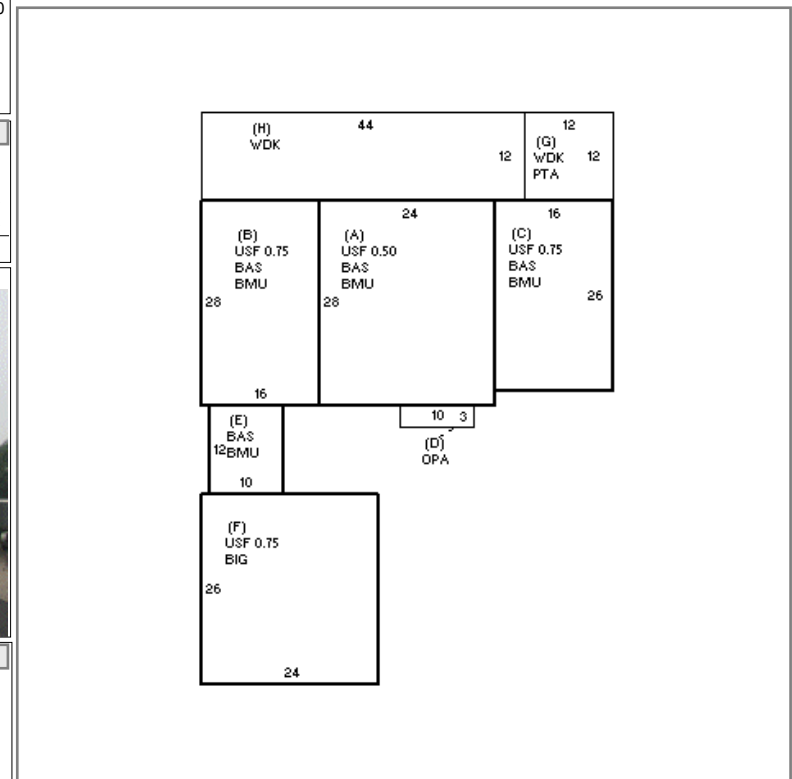 (H)
WDK
44
12
(G)
WDK
PTA
12
12
(B)
USF 0.75
BAS
BMU
28
16
24
(A)
USF 0.50
BAS
BMU
28
16
(C)
USF 0.75
BAS
BMU
26
(E)
BAS
12BMU
10
10 3
(D)
OPA
(F)
USF 0.75
BIG
26
24